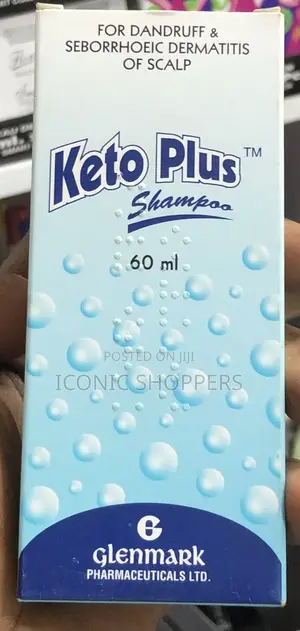 FOR DANDRUFF &
SEBORRHOEIC DERMATITIS
OF SCALP
Keto Plus™
Shampoo
60 ml
POSTED ON JIJI
ICONIC SHOPPERS
G
glenmark
PHARMACEUTICALS LTD.